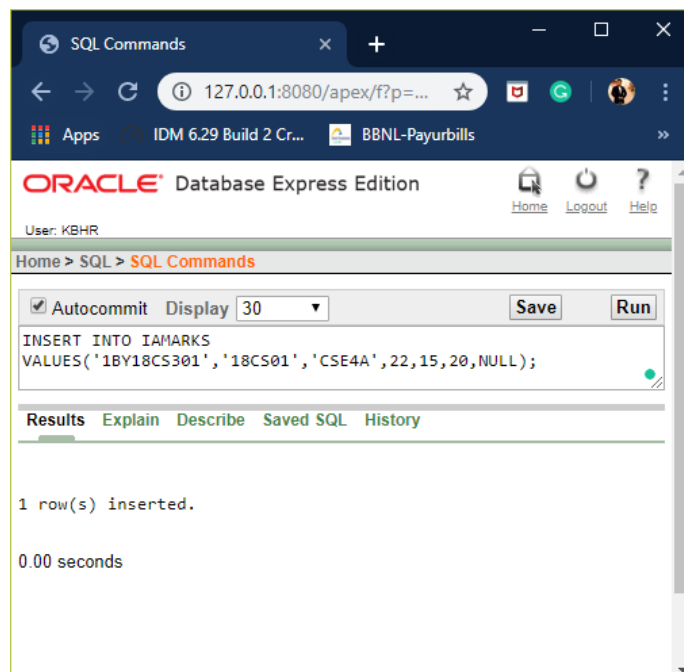 SQL Commands
127.0.0.1:8080/apex/f?p=...
Apps IDM 6.29 Build 2 Cr... BBNL-Payurbills »
ORACLE® Database Express Edition
Home Logout Help
User: KBHR
Home > SQL > SQL Commands
Autocommit Display 30 Save Run
INSERT INTO IAMARKS
VALUES('1BY18CS301','18CS01','CSE4A',22,15,20,NULL);
Results Explain Describe Saved SQL History
1 row(s) inserted.
0.00 seconds